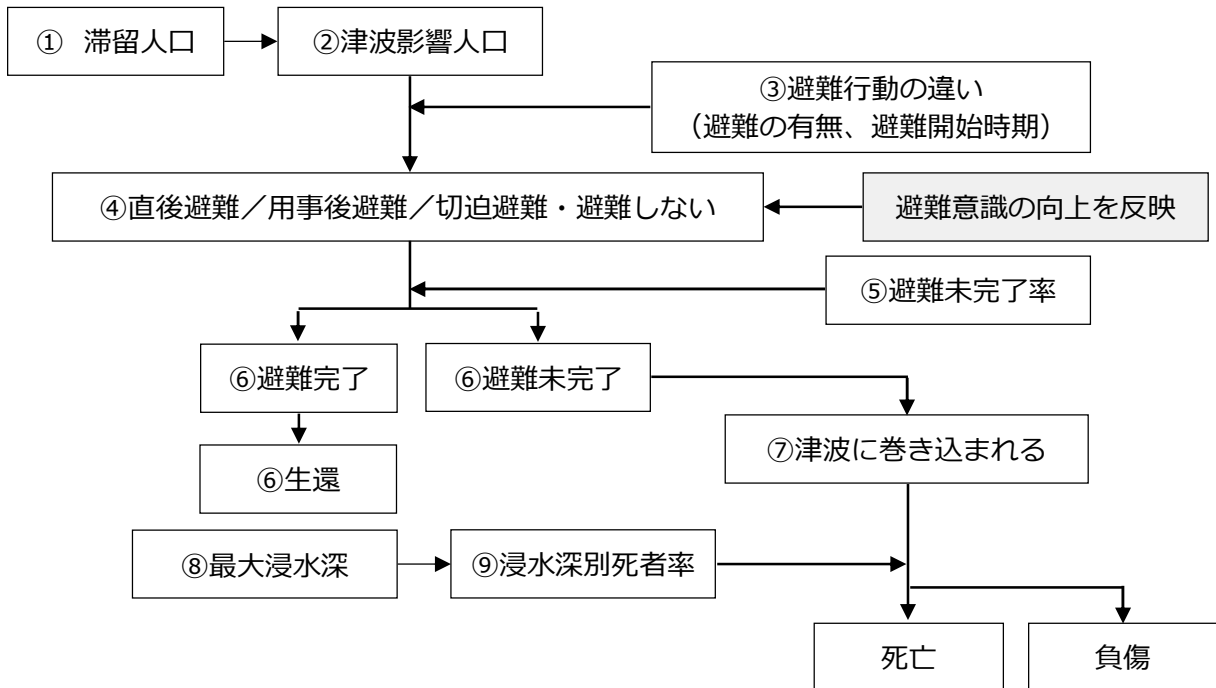 ① 滞留人口
②津波影響人口
③避難行動の違い
（避難の有無、避難開始時期）
④直後避難／用事後避難／切迫避難・避難しない
避難意識の向上を反映
⑤避難未完了率
⑥避難完了
⑥避難未完了
⑦津波に巻き込まれる
⑥生還
⑧最大浸水深
⑨浸水深別死者率
死亡
負傷